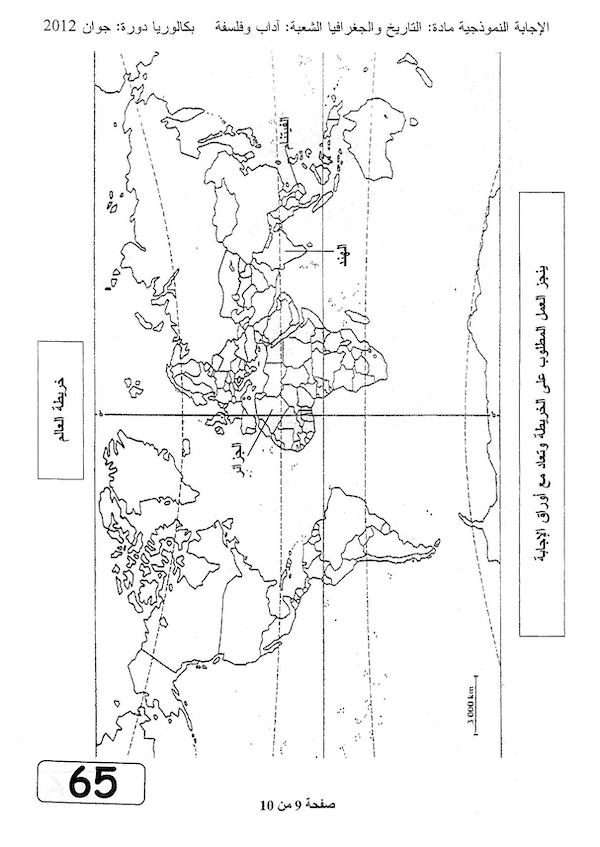 الإجابة النموذجية مادة: التاريخ والجغرافيا الشعبة: آداب وفلسفة بكالوريا دورة: جوان 2012
خريطة العالم
الجزائر
الهند
الفيتنام
ينجز العمل المطلوب على الخريطة وتعاد مع أوراق الإجابة
3 000 km
65
صفحة 9 من 10